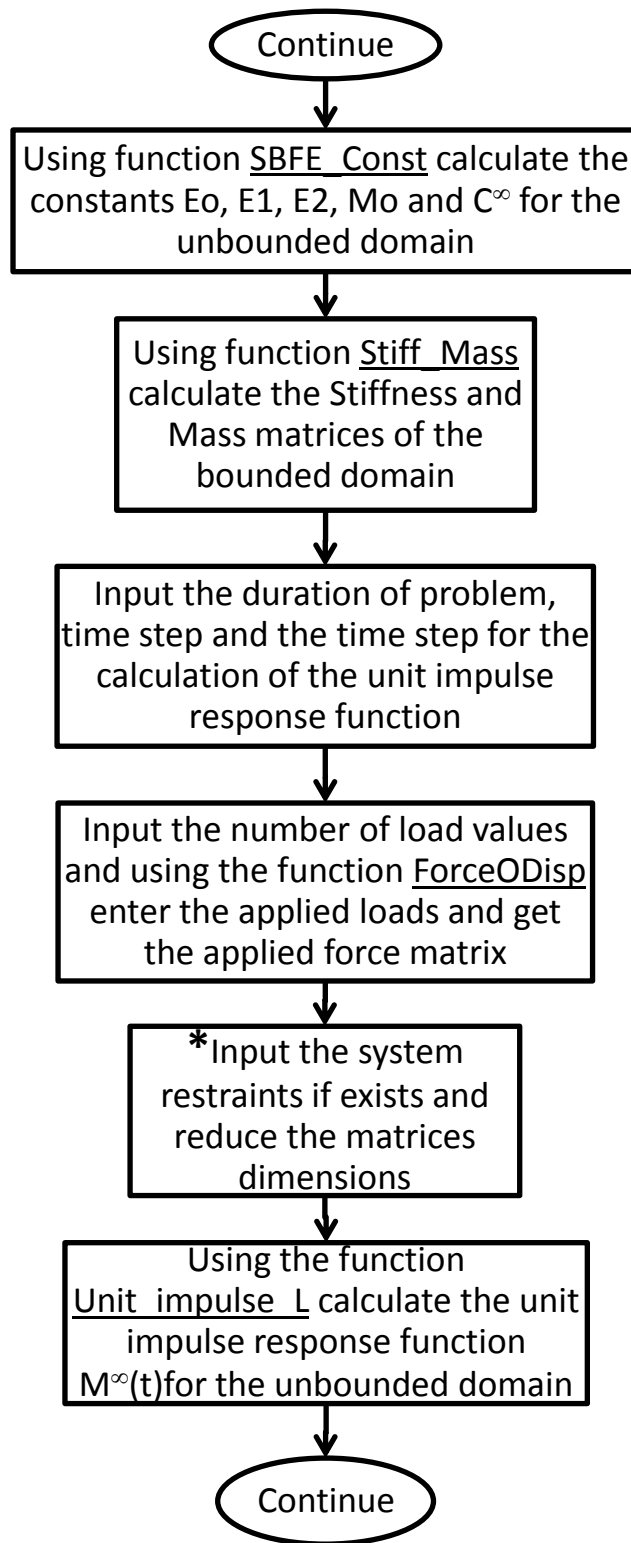 Continue
Using function SBFE_Const calculate the
constants Eo, E1, E2, Mo and C∞ for the
unbounded domain
Using function Stiff_Mass
calculate the Stiffness and
Mass matrices of the
bounded domain
Input the duration of problem,
time step and the time step for the
calculation of the unit impulse
response function
Input the number of load values
and using the function ForceODisp
enter the applied loads and get
the applied force matrix
*Input the system
restraints if exists and
reduce the matrices
dimensions
Using the function
Unit_impulse_L calculate the unit
impulse response function
M∞(t)for the unbounded domain
Continue